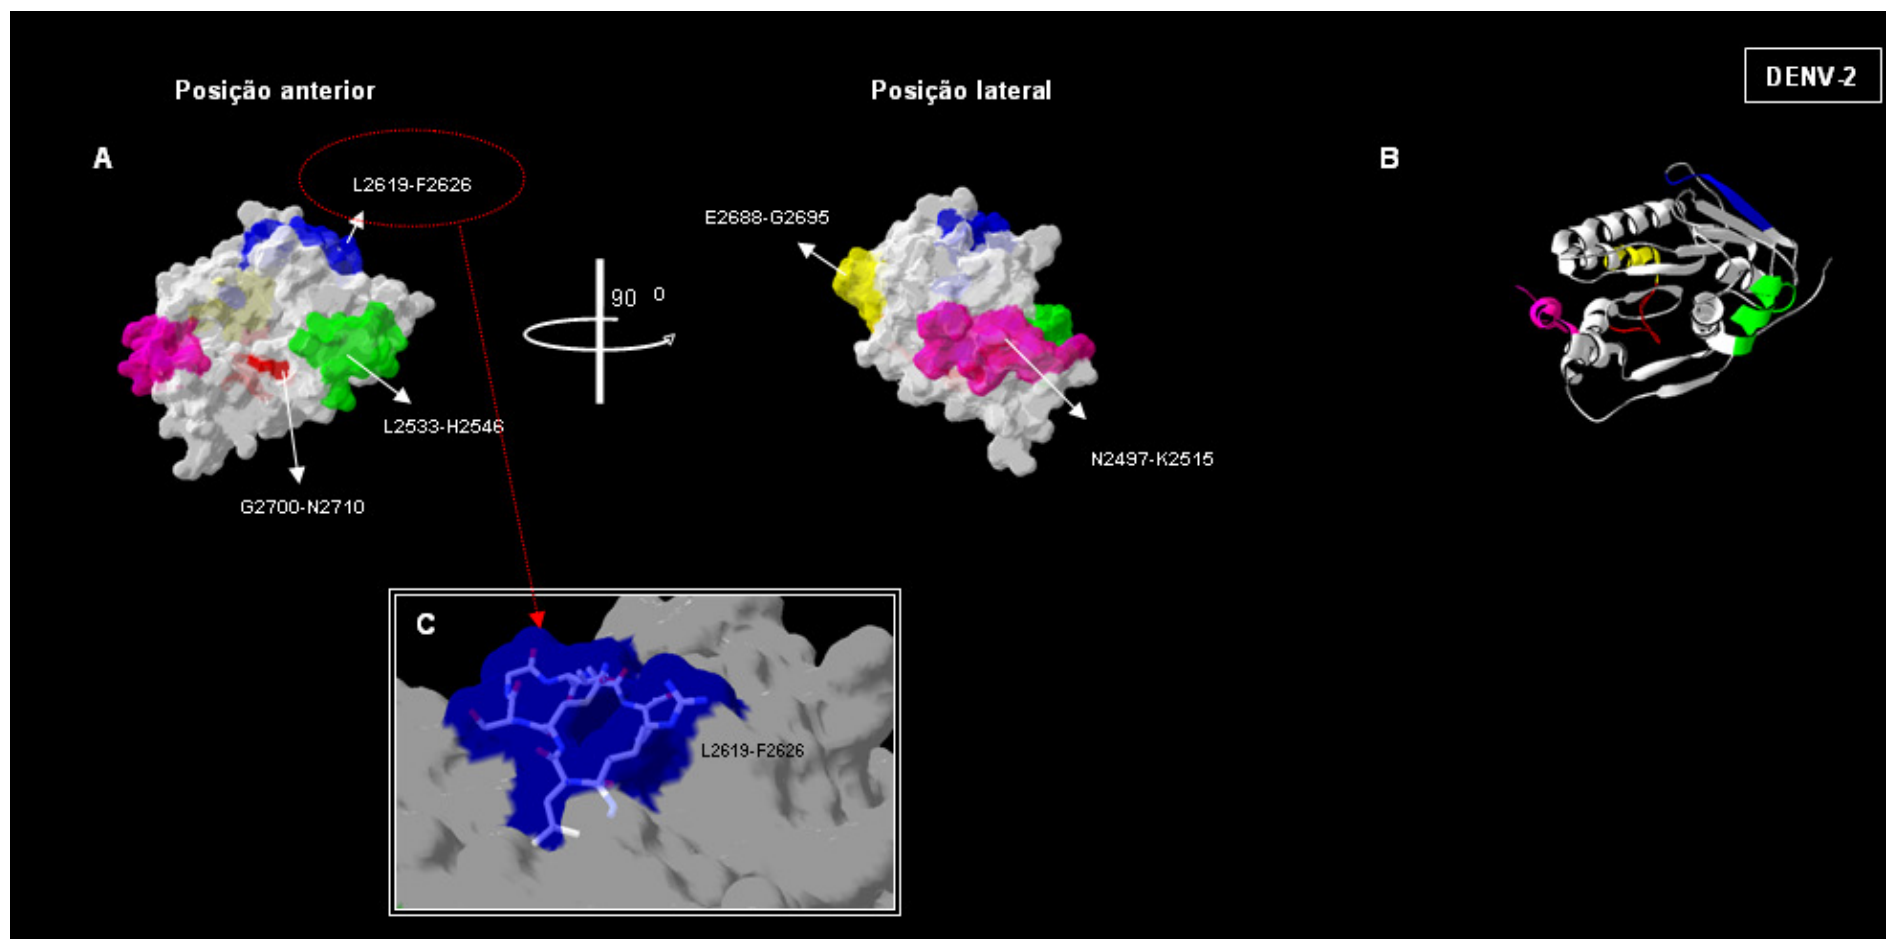 DENV-2
Posição anterior
Posição lateral
A
B
L2619-F2626
E2688-G2695
90 o
L2533-H2546
N2497-K2515
G2700-N2710
C
L2619-F2626